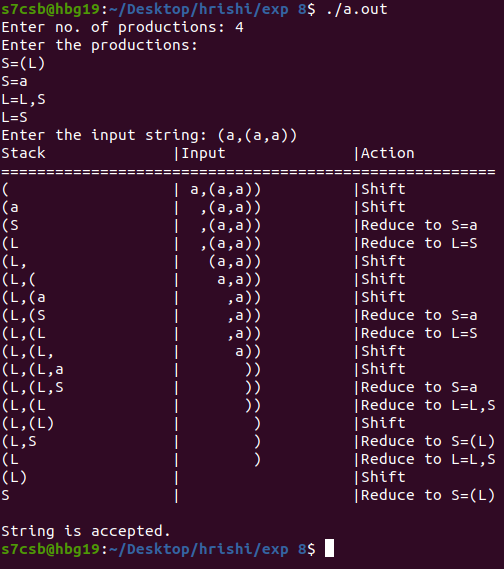 s7csb@hbg19:~/Desktop/hrishi/exp 8$ ./a.out
Enter no. of productions: 4
Enter the productions:
S=(L)
S=a
L=L,S
L=S
Enter the input string: (a,(a,a))
Stack                   |Input                  |Action
=======================================================
(                       | a,(a,a))              |Shift
(a                      |  ,(a,a))              |Shift
(S                      |  ,(a,a))              |Reduce to S=a
(L                      |  ,(a,a))              |Reduce to L=S
(L,                     |   (a,a))              |Shift
(L,(                    |    a,a))              |Shift
(L,(a                   |     ,a))              |Shift
(L,(S                   |     ,a))              |Reduce to S=a
(L,(L                   |     ,a))              |Reduce to L=S
(L,(L,                  |      a))              |Shift
(L,(L,a                 |       ))              |Shift
(L,(L,S                 |       ))              |Reduce to S=a
(L,(L                   |       ))              |Reduce to L=L,S
(L,(L)                  |        )              |Shift
(L,S                    |        )              |Reduce to S=(L)
(L                      |        )              |Reduce to L=L,S
(L)                     |                       |Shift
S                       |                       |Reduce to S=(L)
String is accepted.
s7csb@hbg19:~/Desktop/hrishi/exp 8$